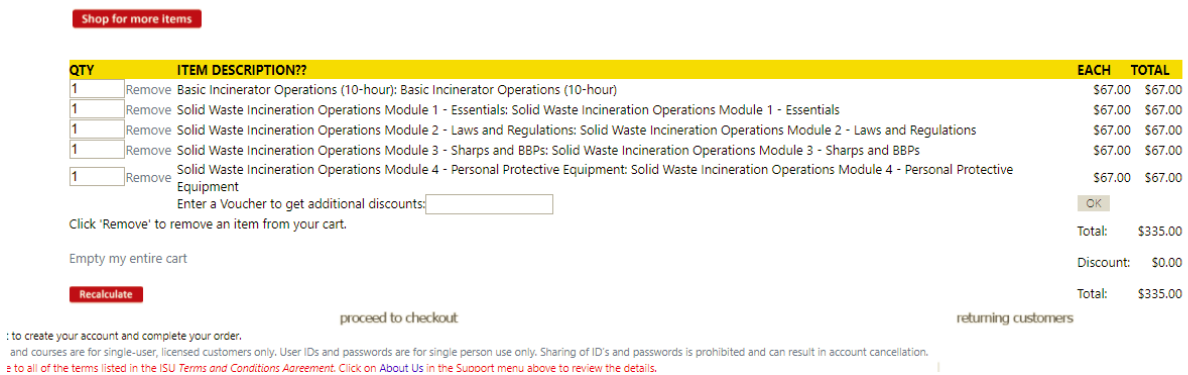 Shop for more items
QTY ITEM DESCRIPTION?? EACH TOTAL
1 Remove Basic Incinerator Operations (10-hour): Basic Incinerator Operations (10-hour) $67.00 $67.00
1 Remove Solid Waste Incineration Operations Module 1 - Essentials: Solid Waste Incineration Operations Module 1 - Essentials $67.00 $67.00
1 Remove Solid Waste Incineration Operations Module 2 - Laws and Regulations: Solid Waste Incineration Operations Module 2 - Laws and Regulations $67.00 $67.00
1 Remove Solid Waste Incineration Operations Module 3 - Sharps and BBPs: Solid Waste Incineration Operations Module 3 - Sharps and BBPs $67.00 $67.00
1 Remove Solid Waste Incineration Operations Module 4 - Personal Protective Equipment: Solid Waste Incineration Operations Module 4 - Personal Protective $67.00 $67.00
Equipment
Enter a Voucher to get additional discounts: OK
Click 'Remove' to remove an item from your cart.
Total: $335.00
Empty my entire cart
Discount: $0.00
Recalculate
Total: $335.00
proceed to checkout returning customers
: to create your account and complete your order.
and courses are for single-user, licensed customers only. User IDs and passwords are for single person use only. Sharing of ID's and passwords is prohibited and can result in account cancellation.
e to all of the terms listed in the ISU Terms and Conditions Agreement. Click on About Us in the Support menu above to review the details.